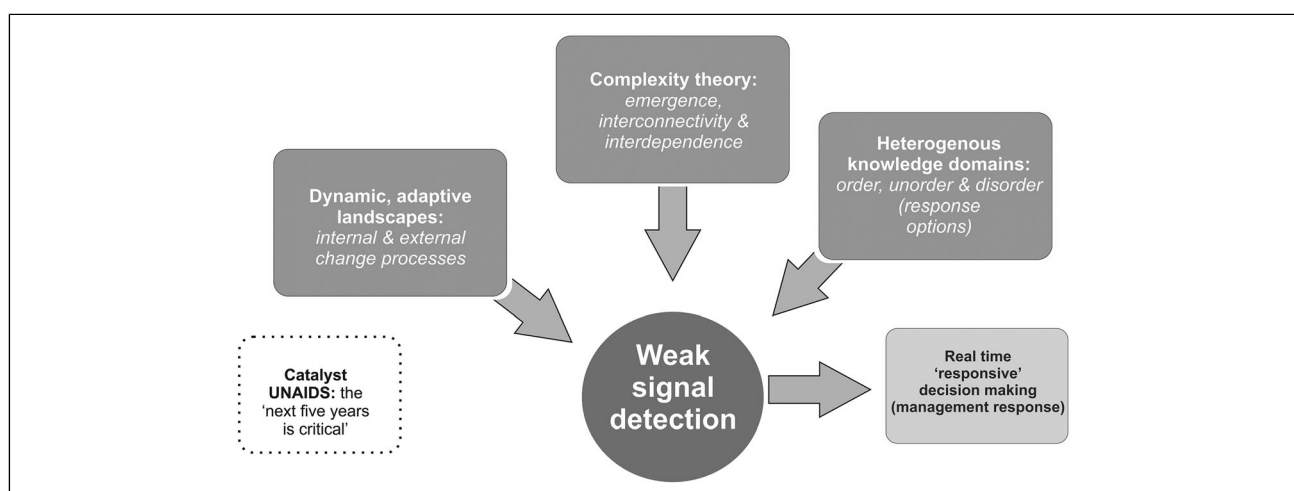 Complexity theory:
emergence,
interconnectivity &
interdependence
Heterogenous
knowledge domains:
order, unorder & disorder
(response
options)
Dynamic, adaptive
landscapes:
internal & external
change processes
Catalyst
UNAIDS: the
‘next five years
is critical’
Weak
signal
detection
Real time
‘responsive’
decision making
(management response)